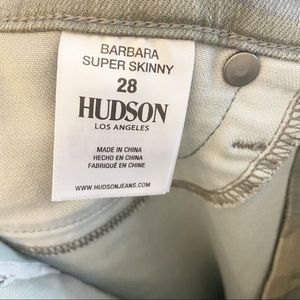 BARBARA
SUPER SKINNY
28
HUDSON
LOS ANGELES
MADE IN CHINA
HECHO EN CHINA
FABRIQUÉ EN CHINE
WWW.HUDSONJEANS.COM